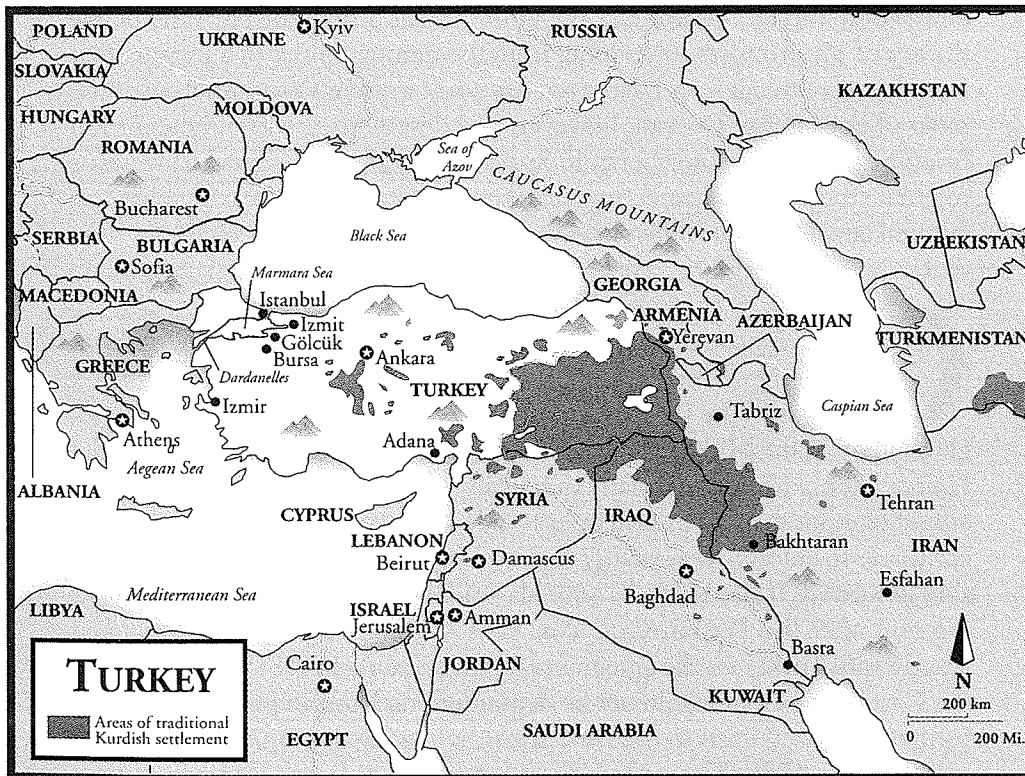 POLAND
UKRAINE
Kyiv
RUSSIA
SLOVAKIA
KAZAKHSTAN
HUNGARY
MOLDOVA
ROMANIA
Sea of
Azov
CAUCASUS MOUNTAINS
Bucharest
SERBIA
BULGARIA
Black Sea
UZBEKISTAN
Sofia
Marmara Sea
MACEDONIA
Istanbul
GEORGIA
Izmit
ARMENIA
AZERBAIJAN
Gölcük
Yerevan
TURKMENISTAN
GREECE
Bursa
Ankara
Dardanelles
TURKEY
Izmir
Tabriz
Caspian Sea
Athens
Adana
Aegean Sea
ALBANIA
SYRIA
Tehran
CYPRUS
IRAQ
LEBANON
Bakhtaran
IRAN
Beirut
Damascus
Esfahan
Mediterranean Sea
Baghdad
LIBYA
ISRAEL
Jerusalem
Amman
Basra
TURKEY
Cairo
JORDAN
N
KUWAIT
200 km
Areas of traditional
Kurdish settlement
EGYPT
SAUDI ARABIA
0 200 Mi.